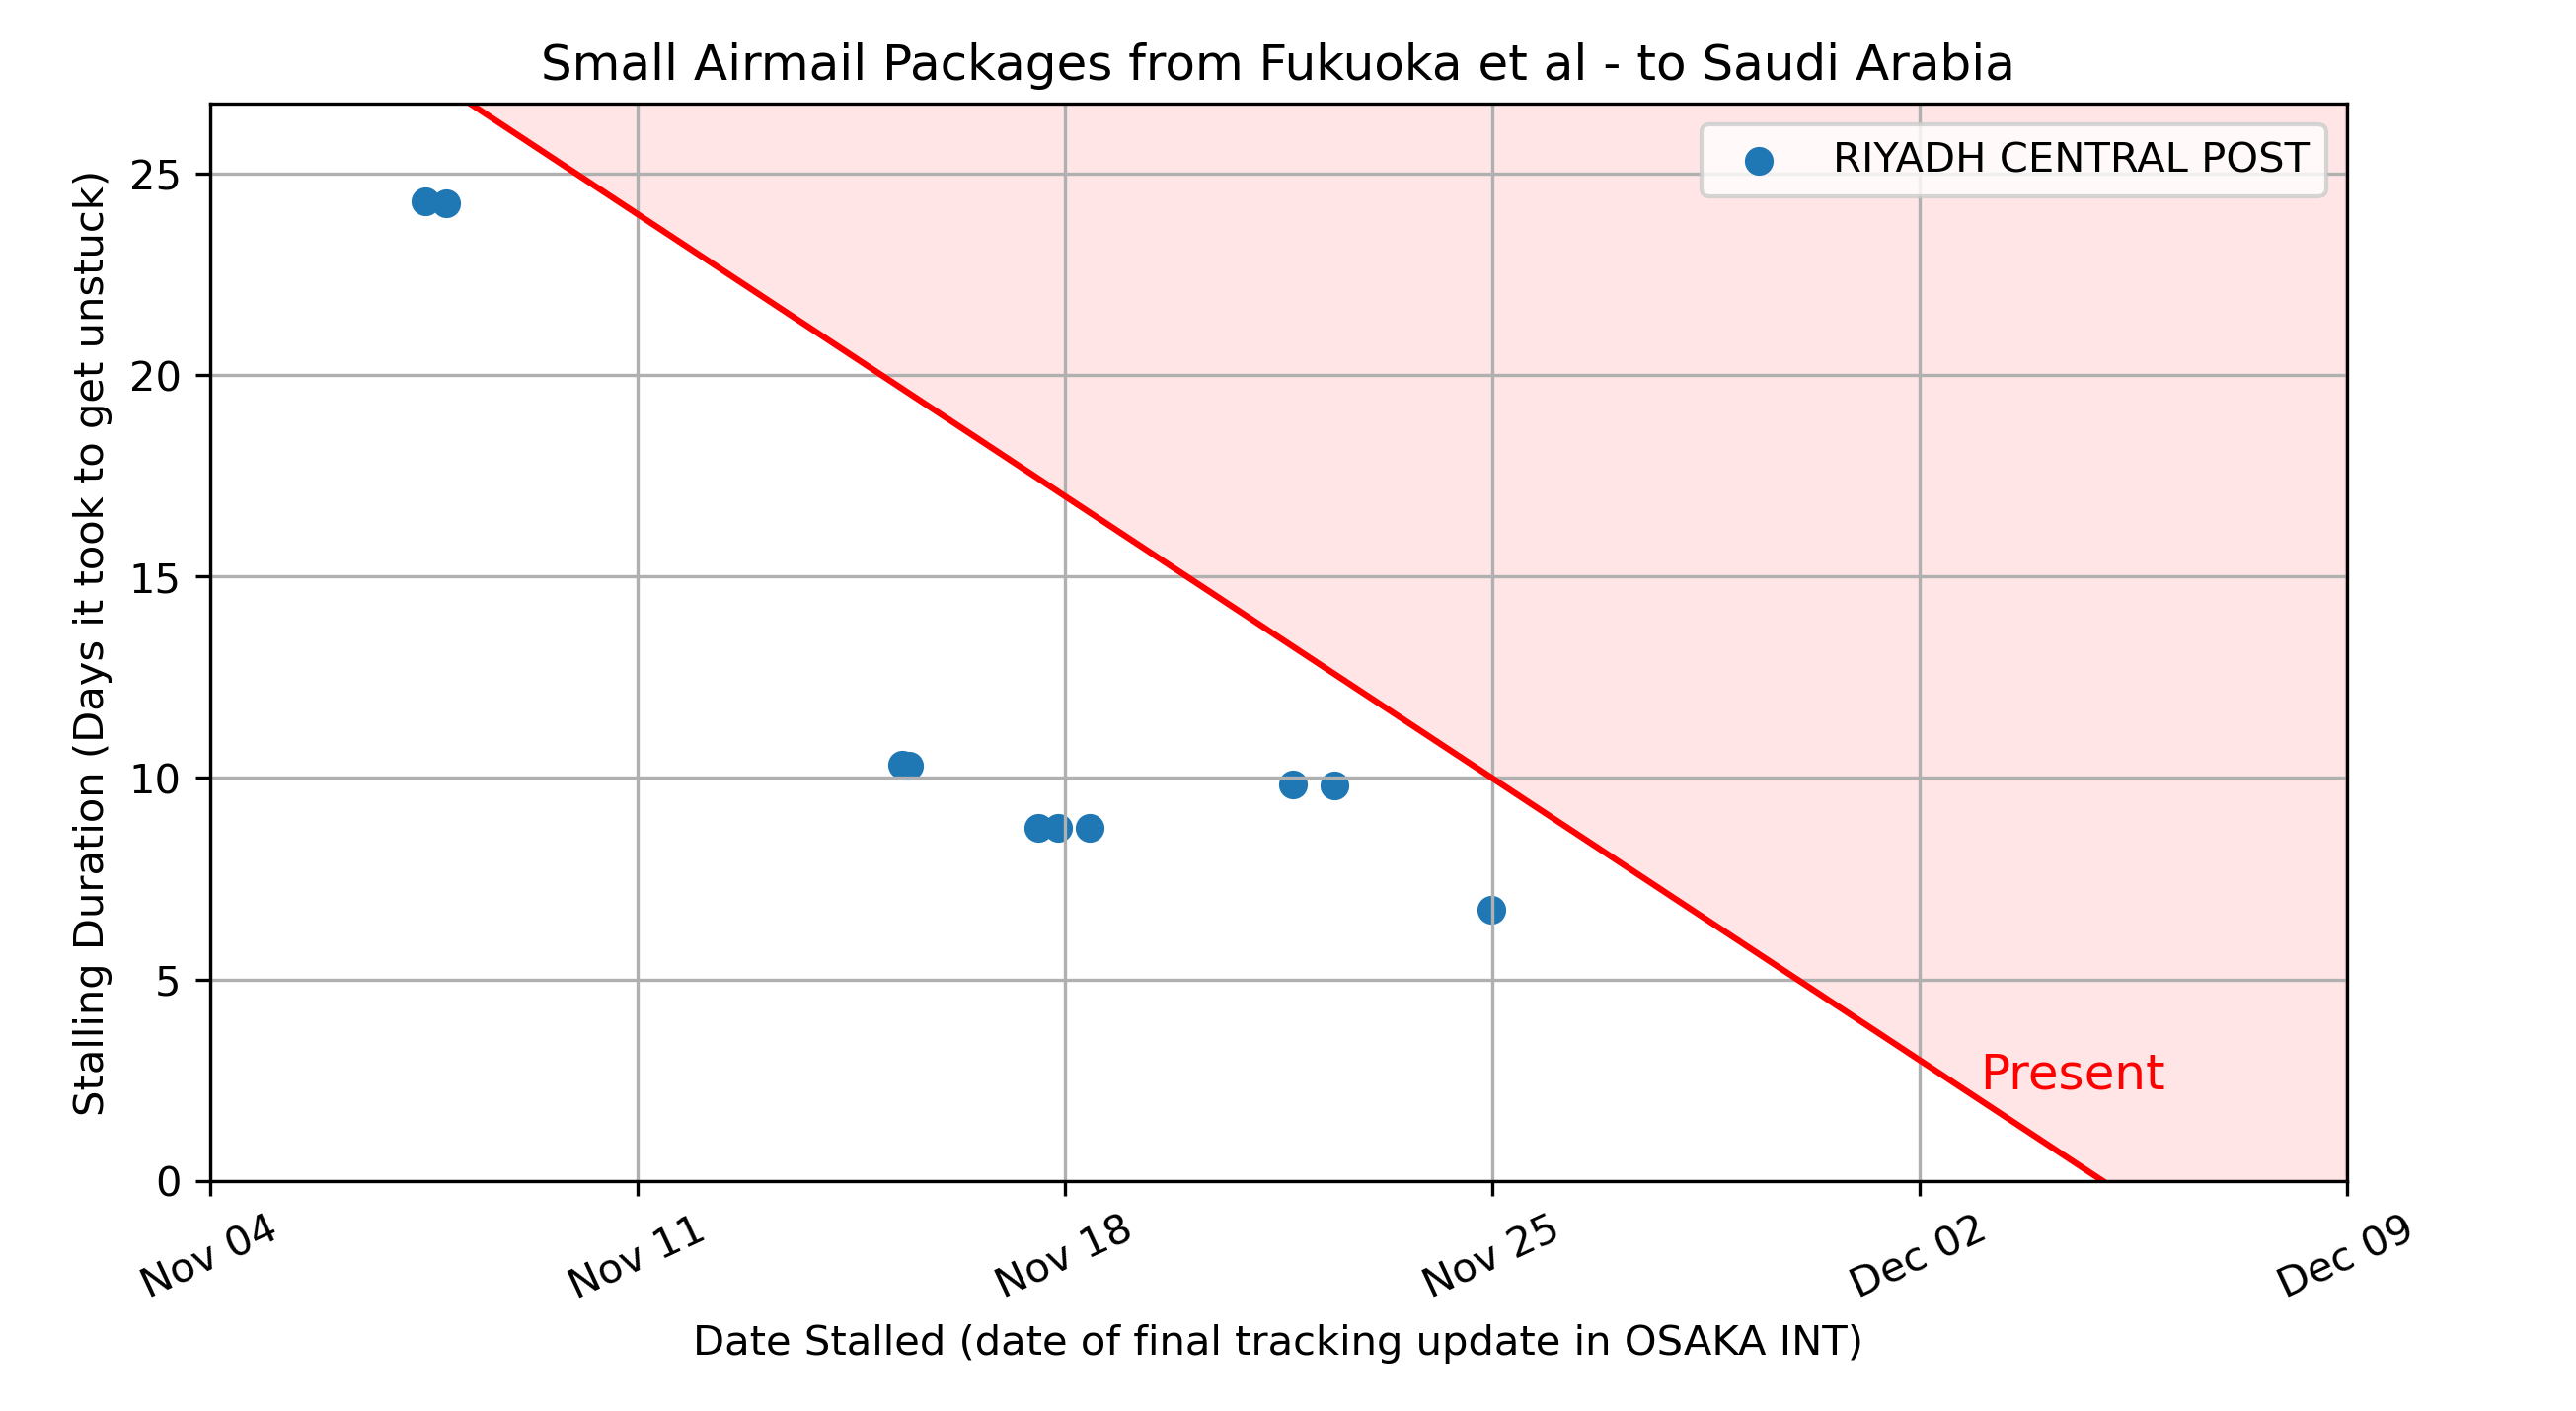 Small Airmail Packages from Fukuoka et al - to Saudi Arabia
RIYADH CENTRAL POST
Stalling Duration (Days it took to get unstuck)
25
20
15
10
5
0
Present
Nov 04
Nov 11
Nov 18
Nov 25
Dec 02
Dec 09
Date Stalled (date of final tracking update in OSAKA INT)